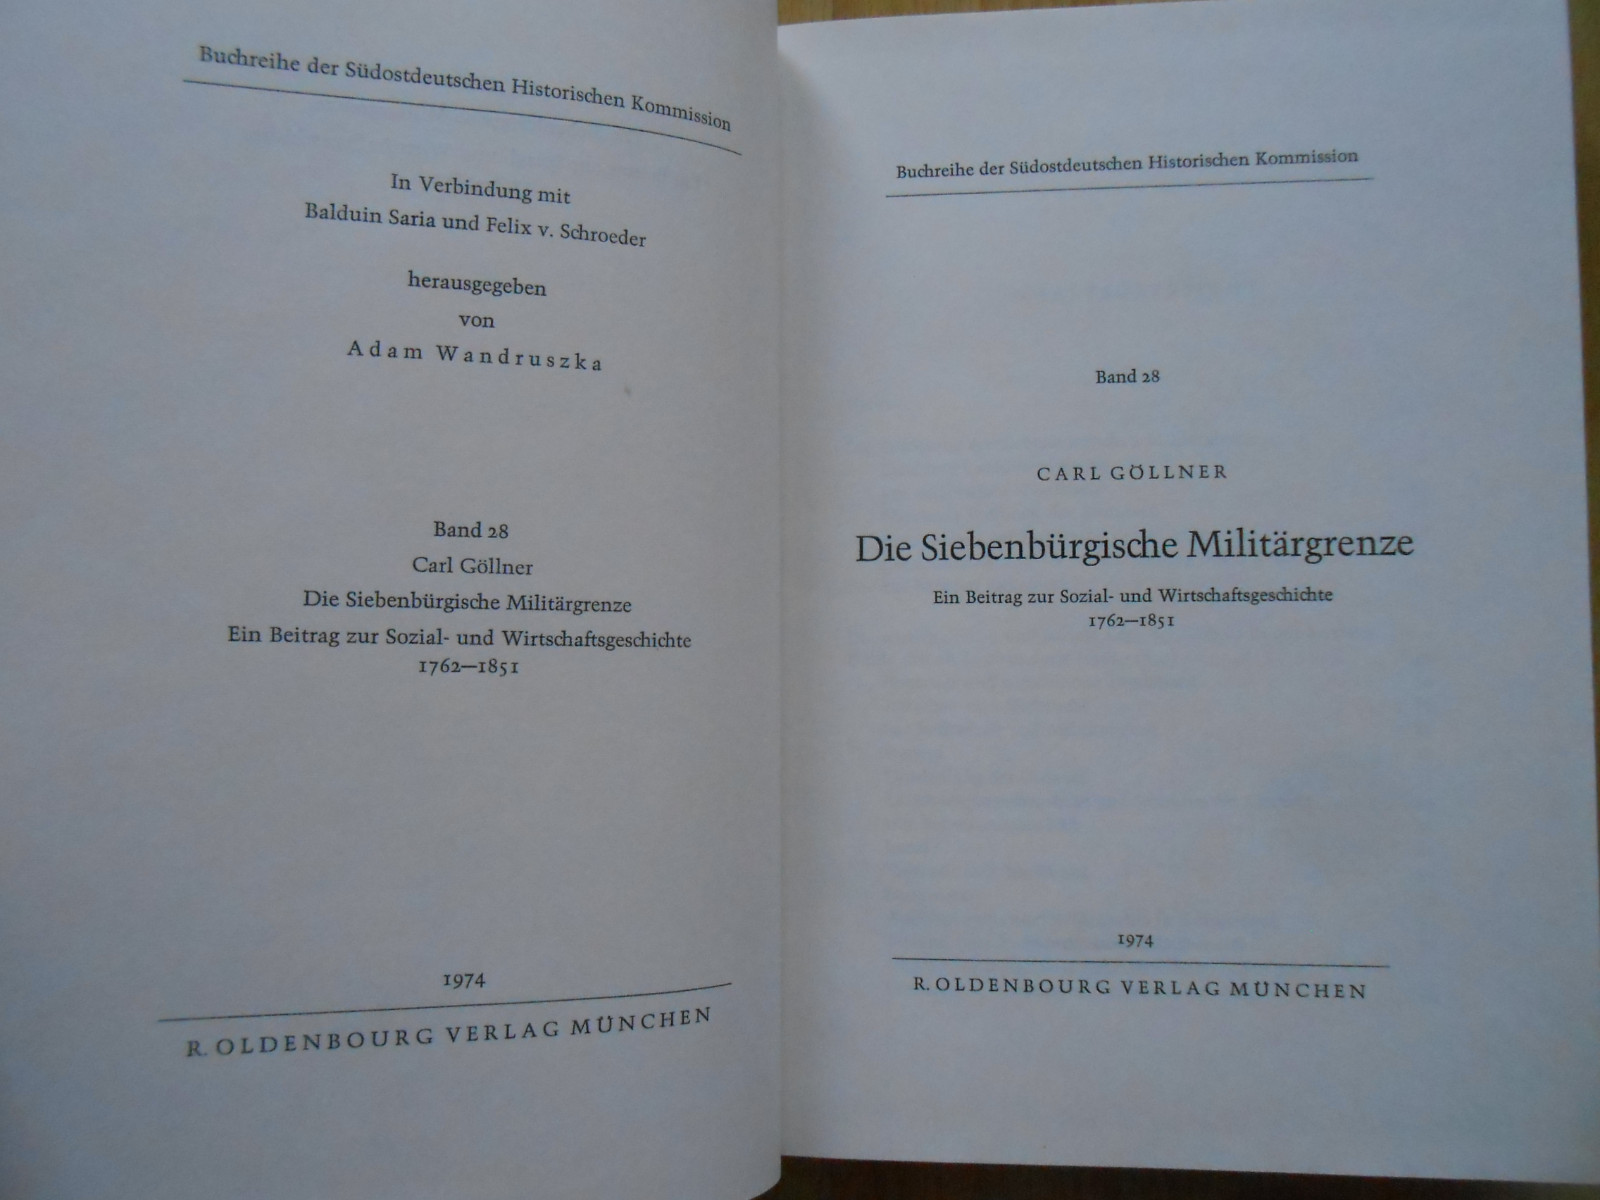 Buchreihe der Südostdeutschen Historischen Kommission
In Verbindung mit
Balduin Saria und Felix v. Schroeder
herausgegeben
von
Adam Wandruszka
Band 28
Carl Göllner
Die Siebenbürgische Militärgrenze
Ein Beitrag zur Sozial- und Wirtschaftsgeschichte
1762—1851
1974
R. OLDENBOURG VERLAG MÜNCHEN
Buchreihe der Südostdeutschen Historischen Kommission
Band 28
CARL GÖLLNER
Die Siebenbürgische Militärgrenze
Ein Beitrag zur Sozial- und Wirtschaftsgeschichte
1762—1851
1974
R. OLDENBOURG VERLAG MÜNCHEN